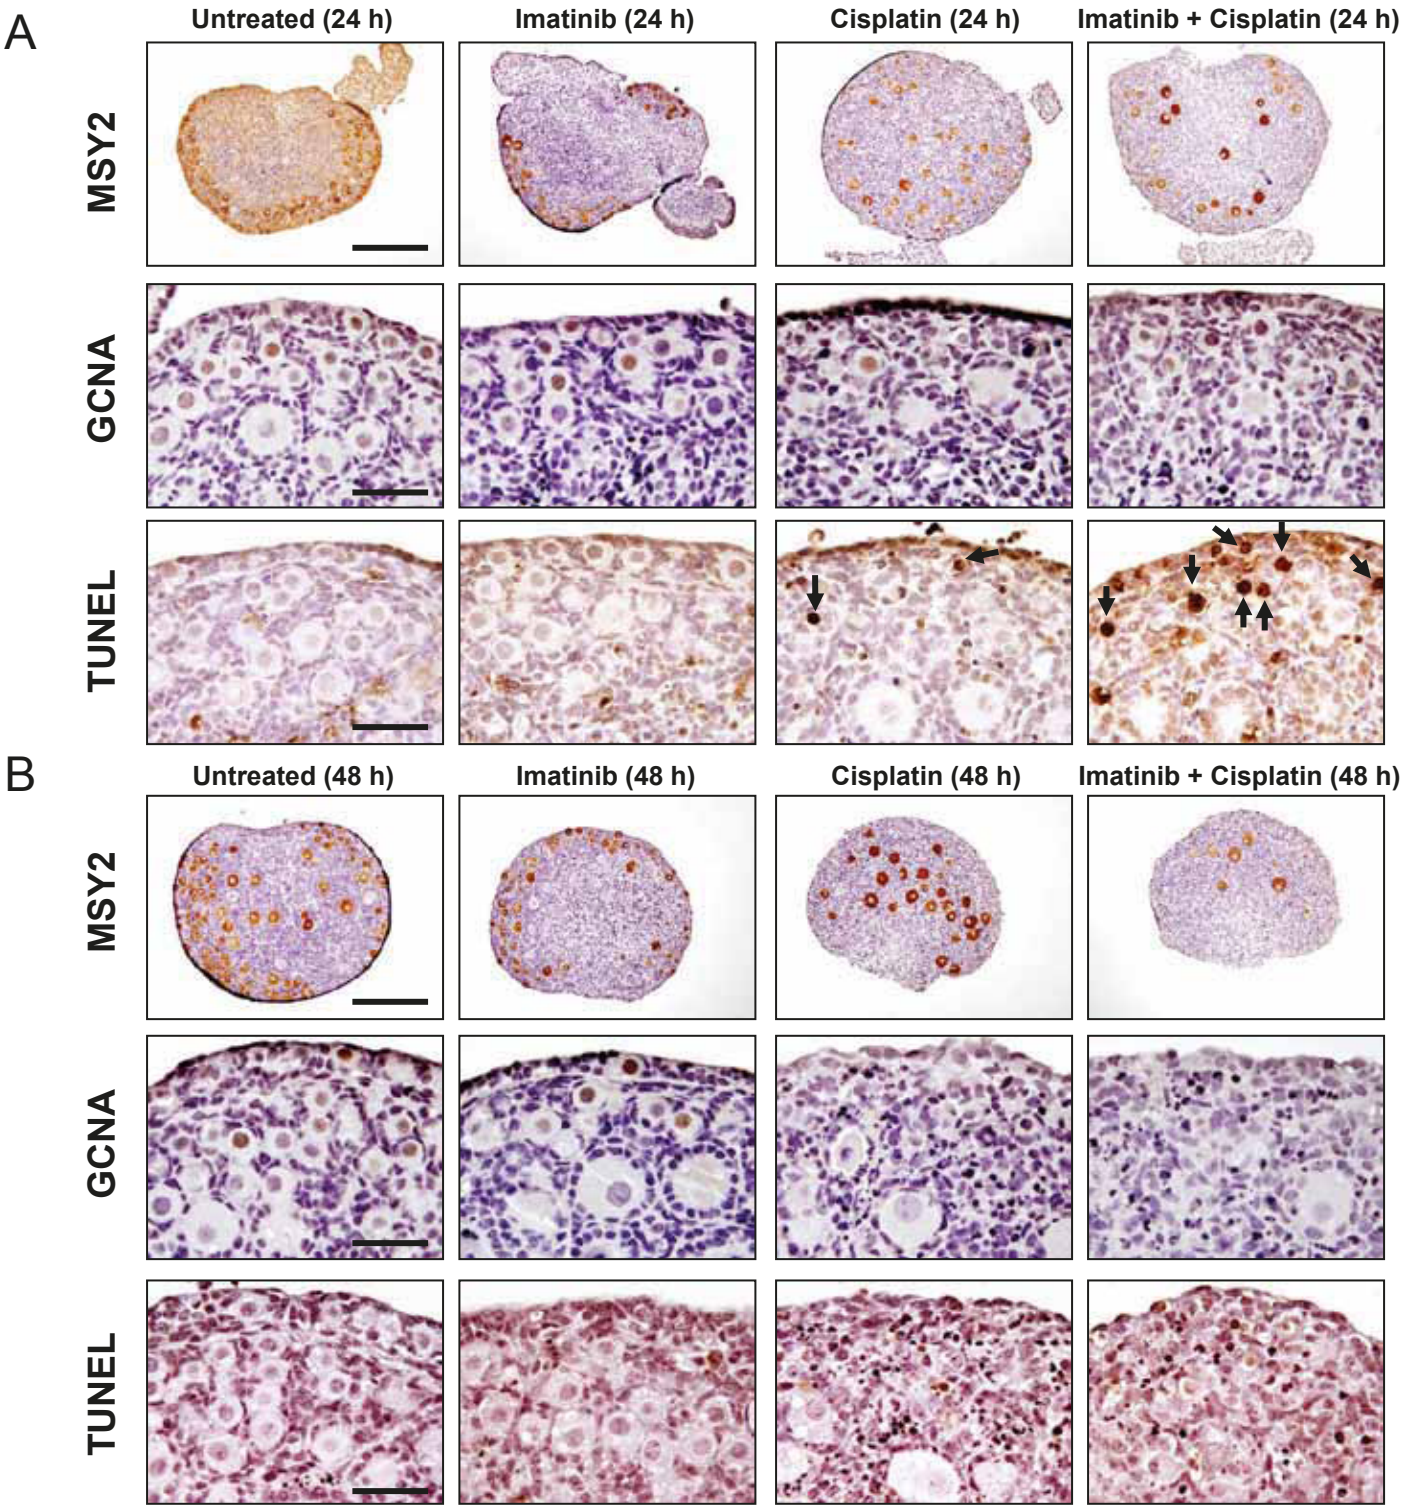 A
Untreated (24 h) Imatinib (24 h) Cisplatin (24 h) Imatinib + Cisplatin (24 h)
MSY2
GCNA
TUNEL
B
Untreated (48 h) Imatinib (48 h) Cisplatin (48 h) Imatinib + Cisplatin (48 h)
MSY2
GCNA
TUNEL